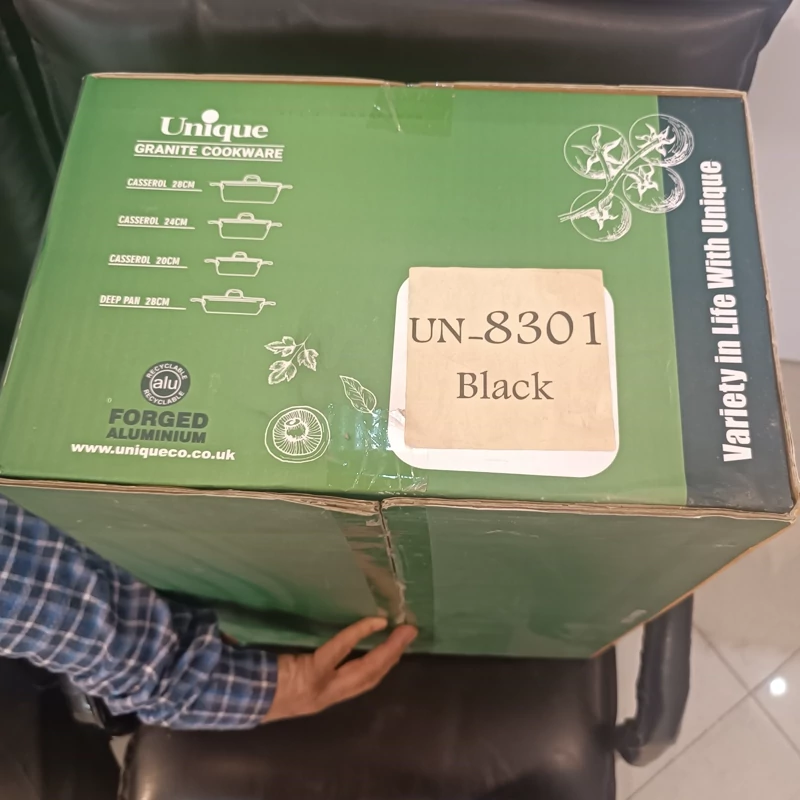 Unique
GRANITE COOKWARE
CASSEROL 28CM
CASSEROL 24CM
CASSEROL 20CM
DEEP PAN 28CM
RECYCLABLE
alu
RECYCLABLE
FORGED
ALUMINIUM
www.uniqueco.co.uk
UN-8301
Black
Variety in Life With Unique